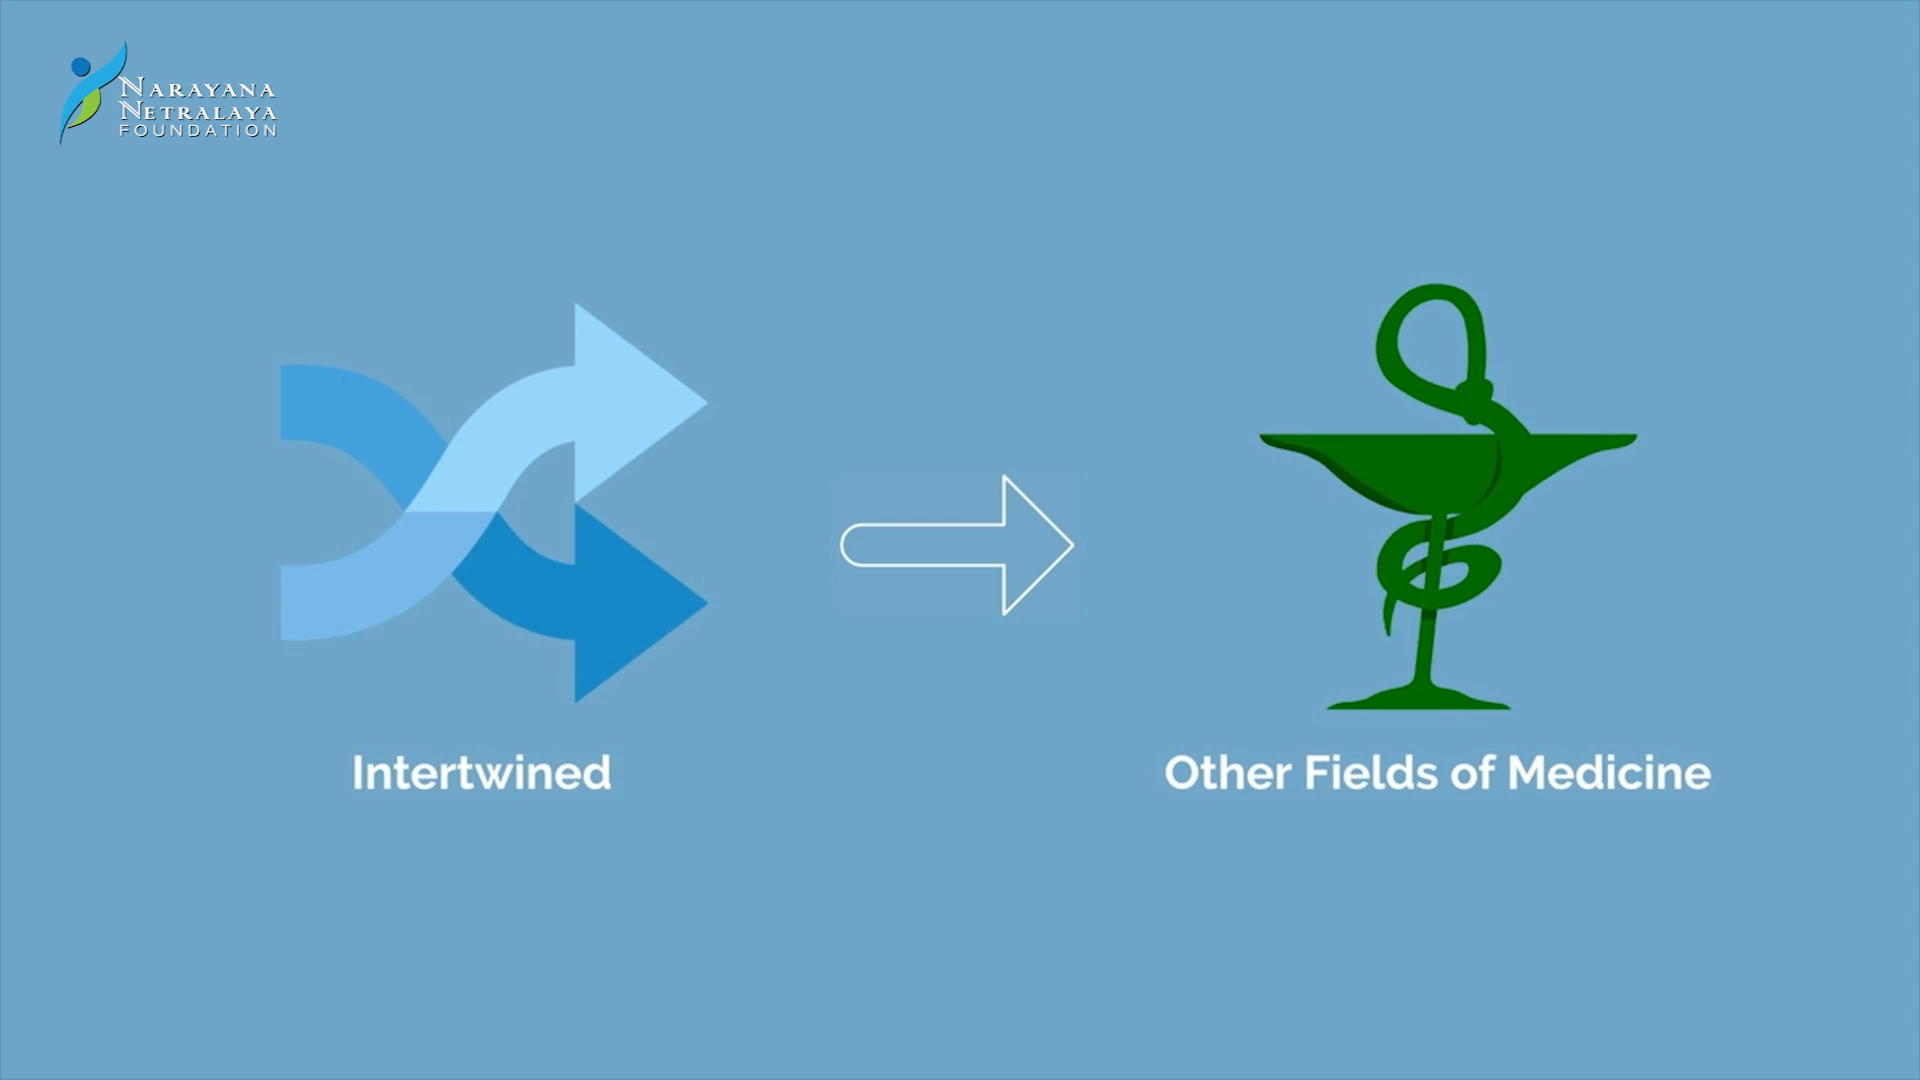 NARAYANA
NETRALAYA
FOUNDATION
Intertwined
Other Fields of Medicine